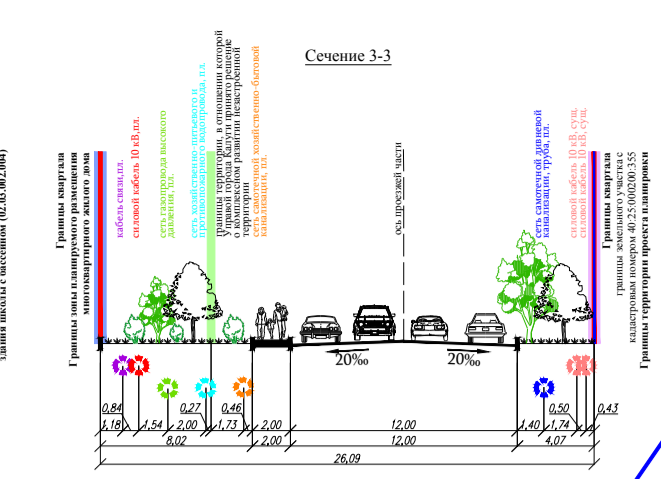 Сечение 3-3
здания школы с бассейном (02.03.002.004)
Границы квартала
Границы зоны планируемого размещения
многоквартирного жилого дома
кабель связи,пл.
силовой кабель 10 кВ,пл.
сеть газопровода высокого
давления, пл.
сеть хозяйственно-питьевого и
противопожарного водопровода, пл.
границы территории, в отношении которой
Управой города Калуги принято решение
о комплексном развитии незастроенной
территории
сеть самотечной хозяйственно-бытовой
канализации, пл.
ось проезжей части
сеть самотечной ливневой
канализации, труба, пл.
силовой кабель 10 кВ, сущ.
силовой кабель 10 кВ, сущ.
Границы квартала
границы земельного участка с
кадастровым номером 40:25:000200:355
Границы территории проекта планировки
20‰ 20‰
0,84 0,27 0,46 0,50 0,43
1,18 1,54 2,00 1,73 2,00 12,00 1,40 1,74
8,02 2,00 12,00 4,07
26,09